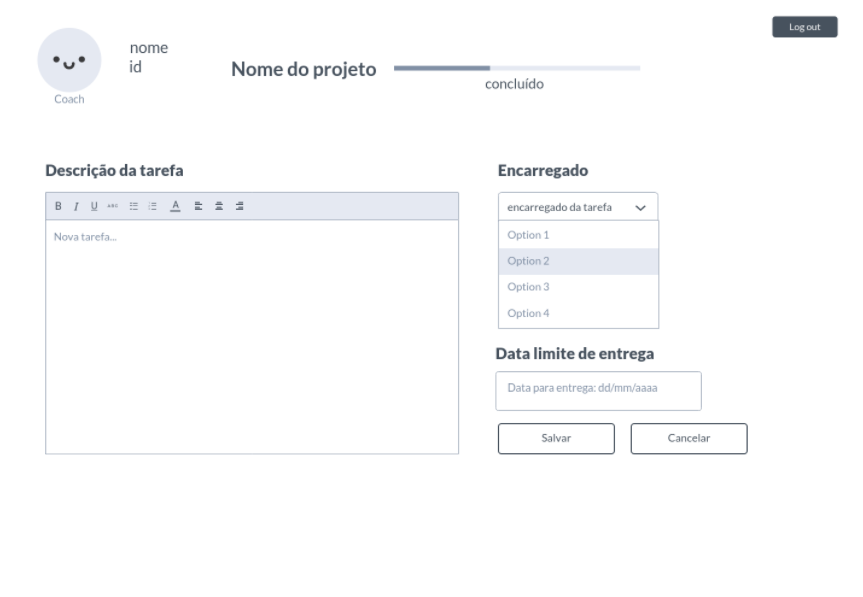 Log out
nome
id
Coach
Nome do projeto
concluído
Descrição da tarefa
B I U ABC A
Nova tarefa...
Encarregado
encarregado da tarefa
Option 1
Option 2
Option 3
Option 4
Data limite de entrega
Data para entrega: dd/mm/aaaa
Salvar
Cancelar